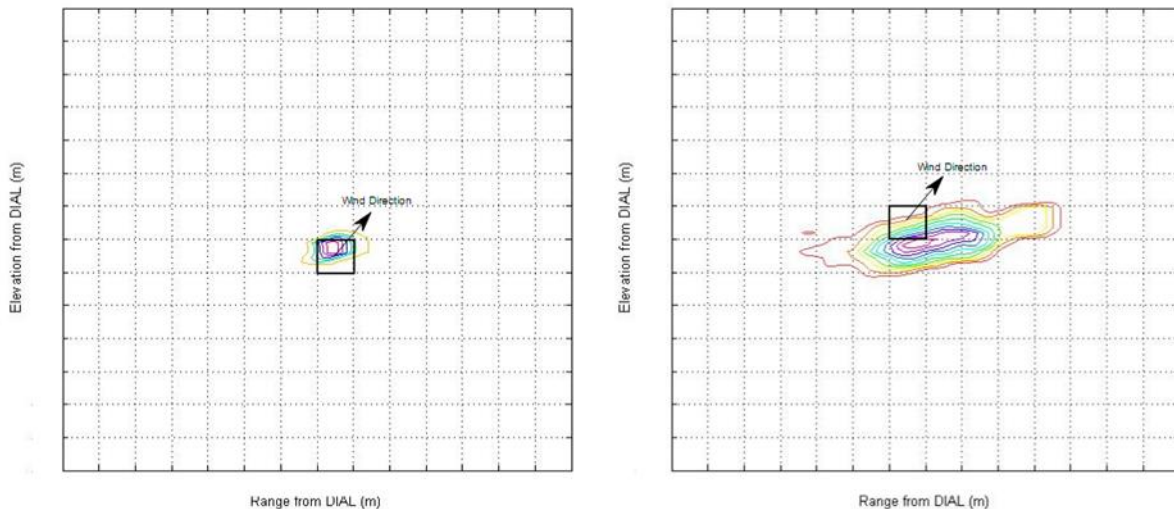 Elevation from DIAL (m)
Wind Direction
Range from DIAL (m)
Elevation from DIAL (m)
Wind Direction
Range from DIAL (m)